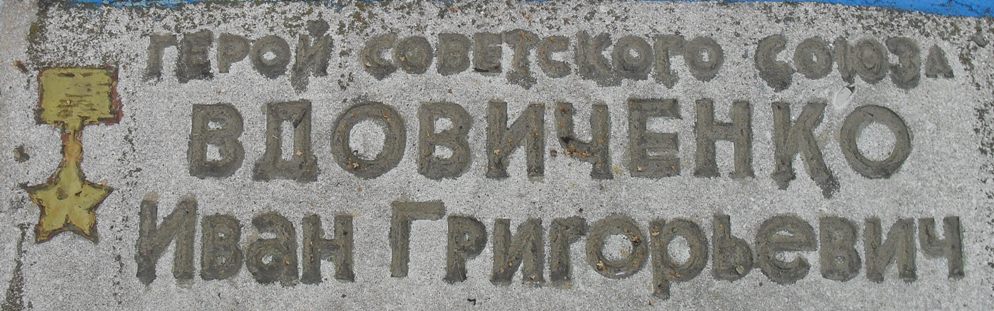 ГЕРОЙ СОВЕТСКОГО СОЮЗА
ВДОВИЧЕНКО
Иван Григорьевич